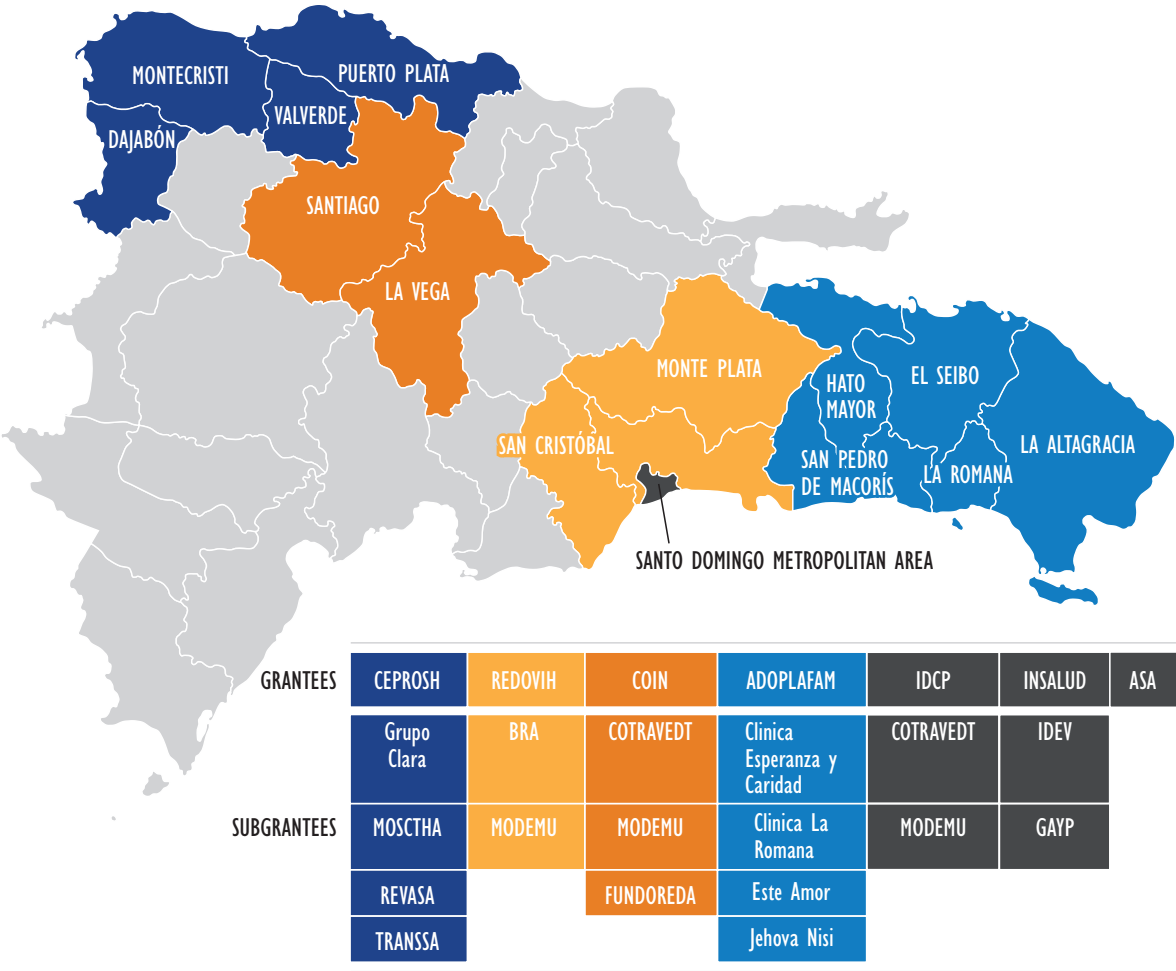 MONTECRISTI
PUERTO PLATA
VALVERDE
DAJABÓN
SANTIAGO
LA VEGA
MONTE PLATA
HATO
MAYOR
EL SEIBO
SAN CRISTÓBAL
SAN PEDRO
DE MACORÍS
LA ROMANA
LA ALTAGRACIA
SANTO DOMINGO METROPOLITAN AREA
GRANTEES CEPROSH REDOVIH COIN ADOPLAFAM IDCP INSALUD ASA
Grupo
Clara
BRA
COTRAVEDT
Clinica
Esperanza y
Caridad
COTRAVEDT
IDEV
SUBGRANTEES MOSCTHA MODEMU MODEMU Clinica La
Romana
MODEMU
GAYP
REVASA FUNDOREDA Este Amor
TRANSSA Jehova Nisi